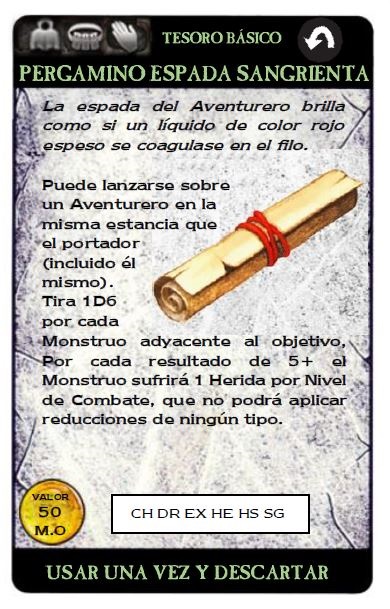 TESORO BÁSICO
PERGAMINO ESPADA SANGRIENTA
La espada del Aventurero brilla
como si un líquido de color rojo
espeso se coagulase en el filo.
Puede lanzarse sobre
un Aventurero en la
misma estancia que
el portador
(incluido él
mismo).
Tira 1D6
por cada
Monstruo adyacente al objetivo,
Por cada resultado de 5+ el
Monstruo sufrirá 1 Herida por Nivel
de Combate, que no podrá aplicar
reducciones de ningún tipo.
VALOR
50
M.O
CH DR EX HE HS SG
USAR UNA VEZ Y DESCARTAR